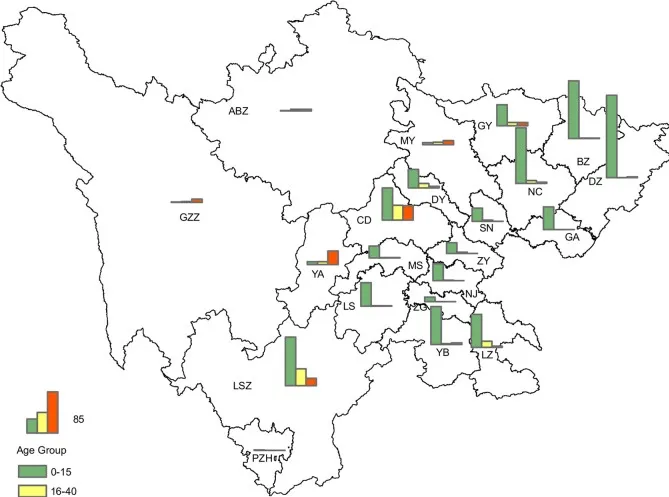 ABZ
MY
GY
BZ
DZ
NC
GZZ
DY
CD
SN
GA
YA
MS
ZY
LS
ZG
NJ
YB
LZ
LSZ
85
Age Group
PZH
0-15
16-40